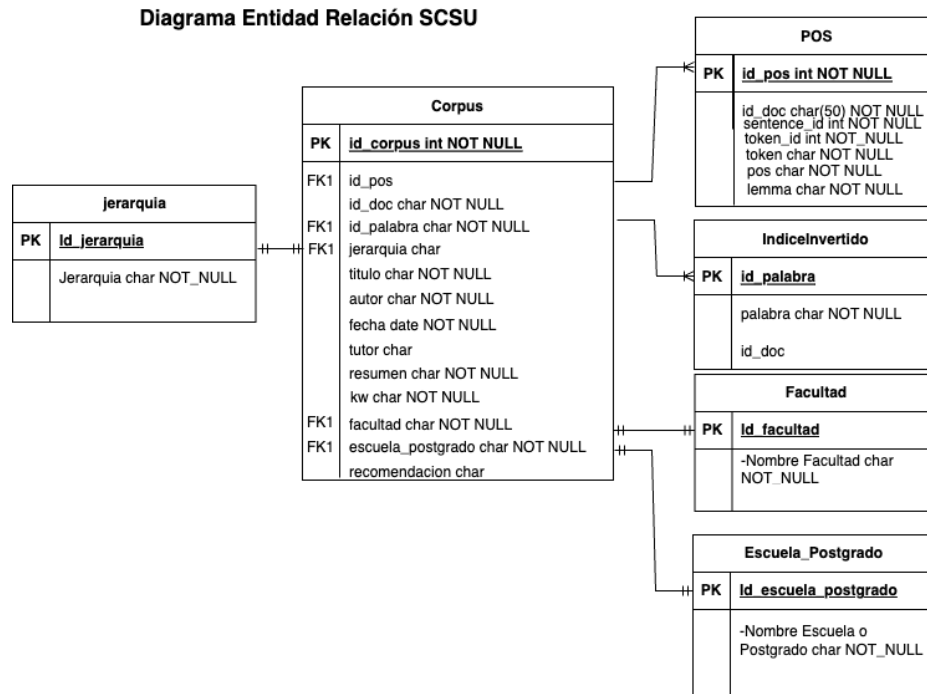 Diagrama Entidad Relación SCSU
jerarquia
PK Id_jerarquia
Jerarquia char NOT_NULL
Corpus
PK id_corpus int NOT NULL
FK1 id_pos
id_doc char NOT NULL
FK1 id_palabra char NOT NULL
FK1 jerarquia char
titulo char NOT NULL
autor char NOT NULL
fecha date NOT NULL
tutor char
resumen char NOT NULL
kw char NOT NULL
FK1 facultad char NOT NULL
FK1 escuela_postgrado char NOT NULL
recomendacion char
POS
PK id_pos int NOT NULL
id_doc char(50) NOT NULL
sentence_id int NOT NULL
token_id int NOT_NULL
token char NOT NULL
pos char NOT NULL
lemma char NOT NULL
IndiceInvertido
PK id_palabra
palabra char NOT NULL
id_doc
Facultad
PK Id_facultad
-Nombre Facultad char
NOT_NULL
Escuela_Postgrado
PK Id_escuela_postgrado
-Nombre Escuela o
Postgrado char NOT_NULL